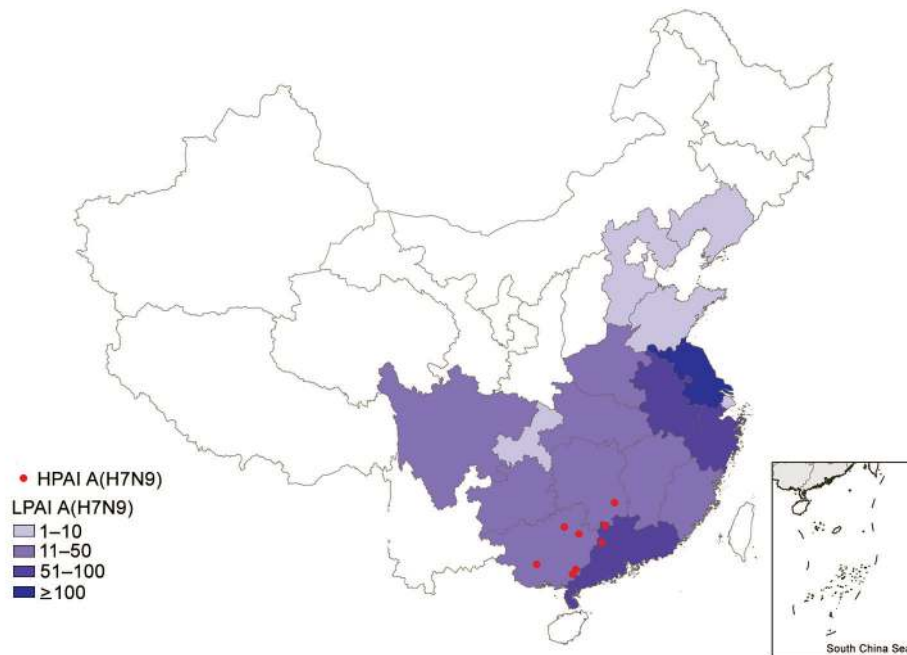 HPAI A(H7N9)
LPAI A(H7N9)
1–10
11–50
51–100
≥100
South China Sea